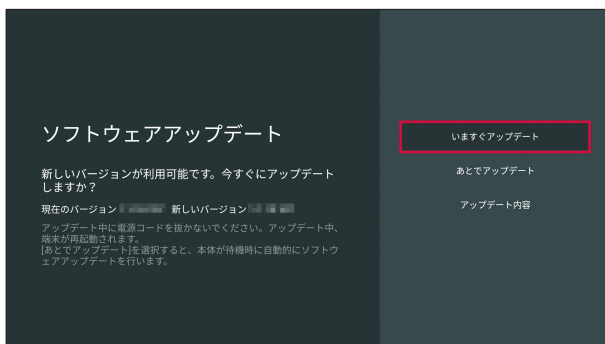 ソフトウェアアップデート
新しいバージョンが利用可能です。今すぐにアップデート
しますか？
現在のバージョン 新しいバージョン
アップデート中に電源コードを抜かないでください。アップデート中、
端末が再起動されます。
[あとでアップデート]を選択すると、本体が待機時に自動的にソフトウ
ェアアップデートを行います。
いますぐアップデート
あとでアップデート
アップデート内容